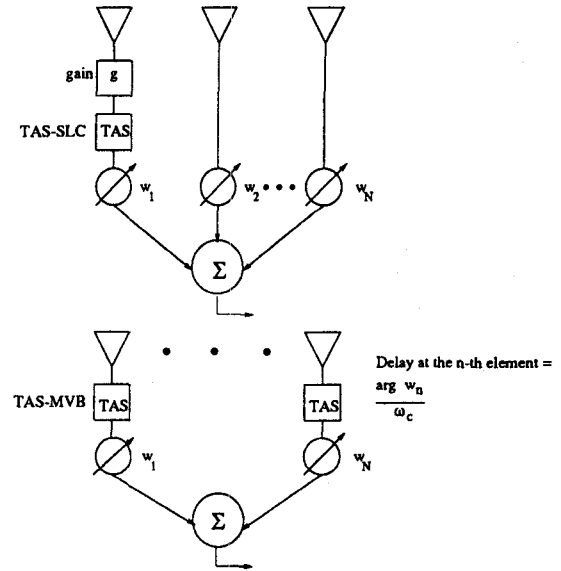 gain g
TAS-SLC TAS
w1 w2 • • • wN
Σ
• • •
Delay at the n-th element =
arg wn
ωc
TAS-MVB TAS TAS
w1 wN
Σ